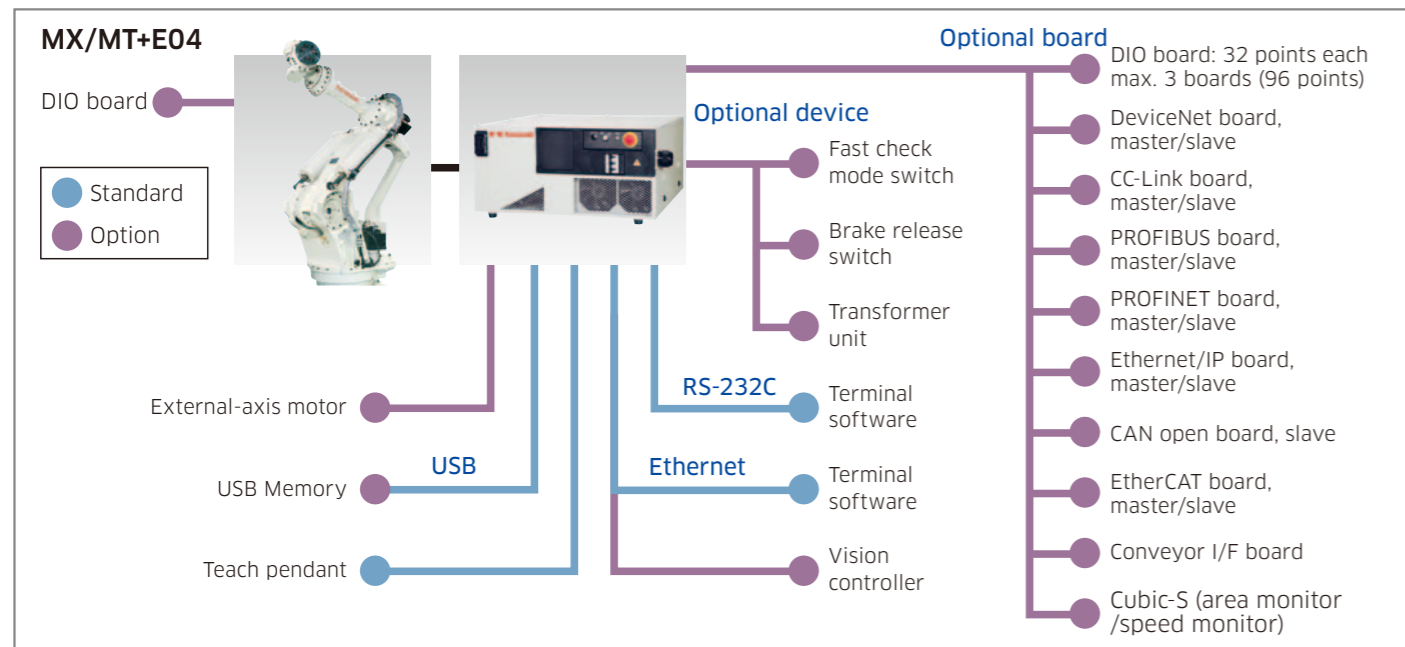 MX/MT+E04
DIO board
Standard
Option
Optional board
DIO board: 32 points each
max. 3 boards (96 points)
DeviceNet board,
master/slave
CC-Link board,
master/slave
PROFIBUS board,
master/slave
PROFINET board,
master/slave
Ethernet/IP board,
master/slave
CAN open board, slave
EtherCAT board,
master/slave
Conveyor I/F board
Cubic-S (area monitor
/speed monitor)
Optional device
Fast check
mode switch
Brake release
switch
Transformer
unit
RS-232C
Terminal
software
Ethernet
Terminal
software
Vision
controller
External-axis motor
USB
USB Memory
Teach pendant